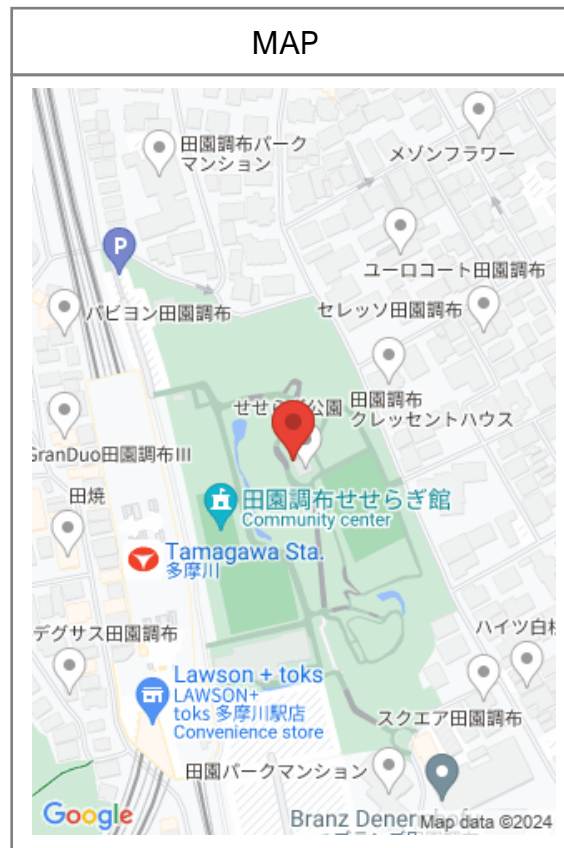 MAP
田園調布パーク
マンション
メゾンフラワー
P
ユーロコート田園調布
パピヨン田園調布
セレッソ田園調布
田園調布
クレッセントハウス
GranDuo田園調布III
田焼
田園調布せせらぎ館
Community center
Tamagawa Sta.
多摩川
デグサス田園調布
ハイツ白
Lawson + toks
LAWSON+
toks 多摩川駅店
Convenience store
スクエア田園調布
田園パークマンション
Branz
Google
Map data ©2024